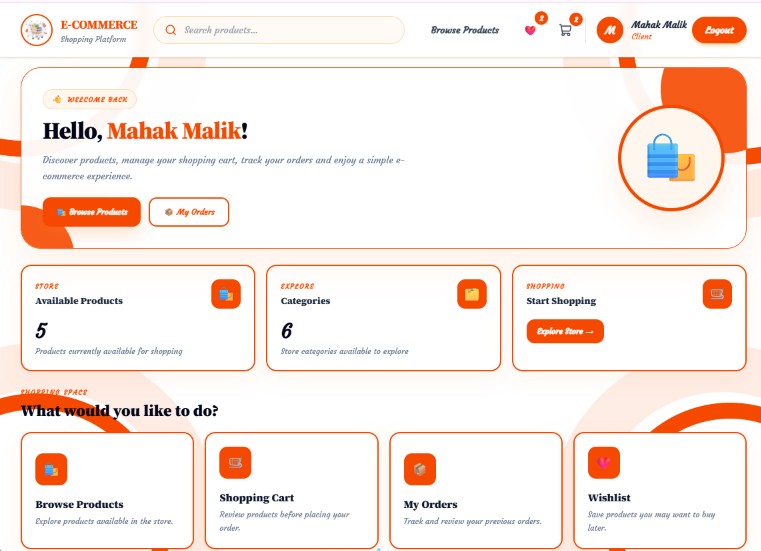 E-COMMERCE
Shopping Platform
Search products...
Browse Products
2
2
M
Mahak Malik
Client
Logout
WELCOME BACK
Hello, Mahak Malik!
Discover products, manage your shopping cart, track your orders and enjoy a simple e-
commerce experience.
Browse Products
My Orders
STORE
Available Products
5
Products currently available for shopping
EXPLORE
Categories
6
Store categories available to explore
SHOPPING
Start Shopping
Explore Store →
SHOPPING SPACE
What would you like to do?
Browse Products
Explore products available in the store.
Shopping Cart
Review products before placing your
order.
My Orders
Track and review your previous orders.
Wishlist
Save products you may want to buy
later.